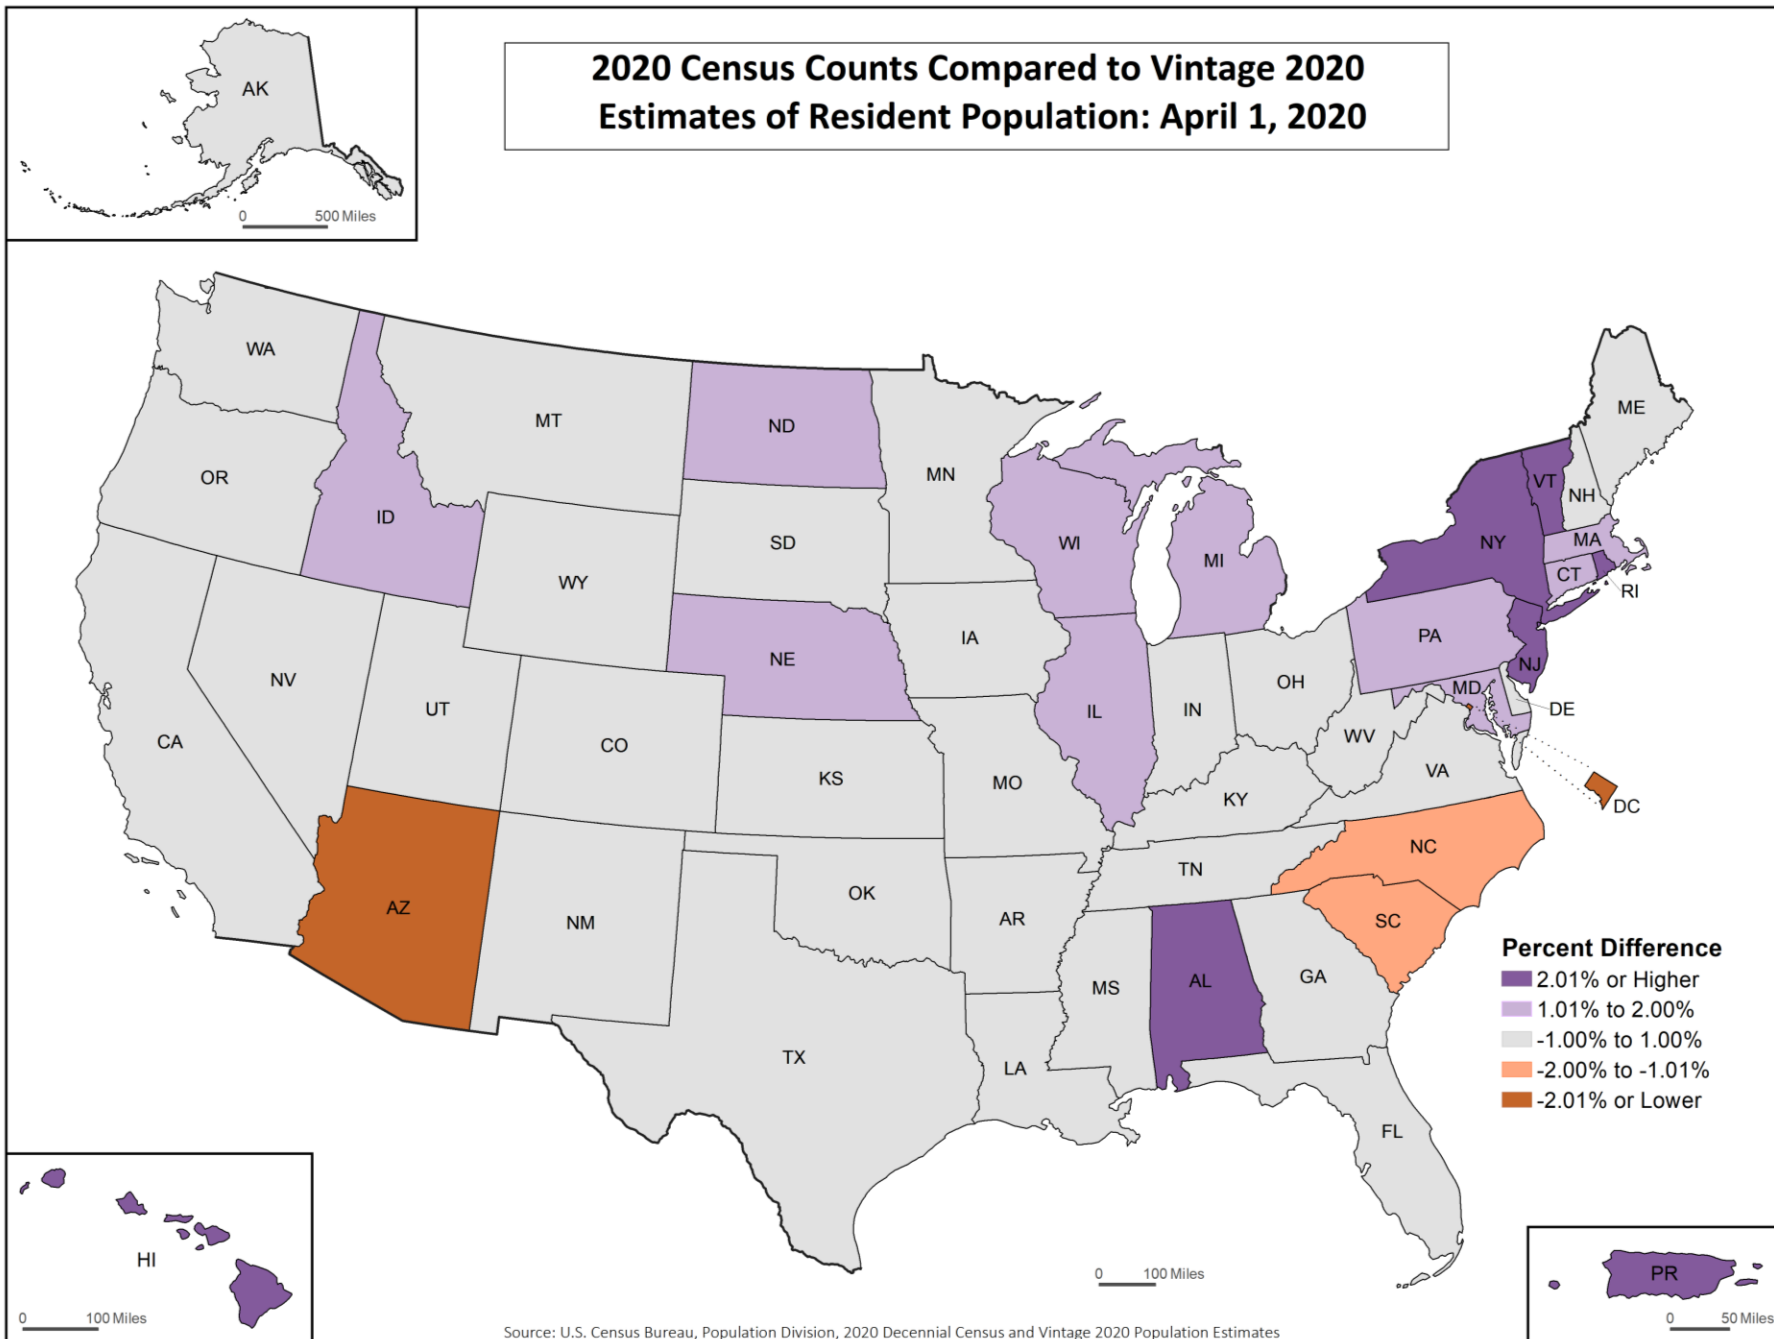 2020 Census Counts Compared to Vintage 2020
Estimates of Resident Population: April 1, 2020
AK
0 500 Miles
WA
MT
ND
MN
ME
OR
ID
SD
WI
MI
NY
VT
NH
MA
CT
RI
WY
IA
NE
PA
NJ
NV
UT
CO
CA
KS
MO
IL
IN
OH
MD
DE
WV
VA
DC
KY
AZ
NM
OK
AR
TN
NC
SC
MS
AL
GA
TX
LA
FL
Percent Difference
2.01% or Higher
1.01% to 2.00%
-1.00% to 1.00%
-2.00% to -1.01%
-2.01% or Lower
HI
0 100 Miles
0 100 Miles
PR
0 50 Miles
Source: U.S. Census Bureau, Population Division, 2020 Decennial Census and Vintage 2020 Population Estimates